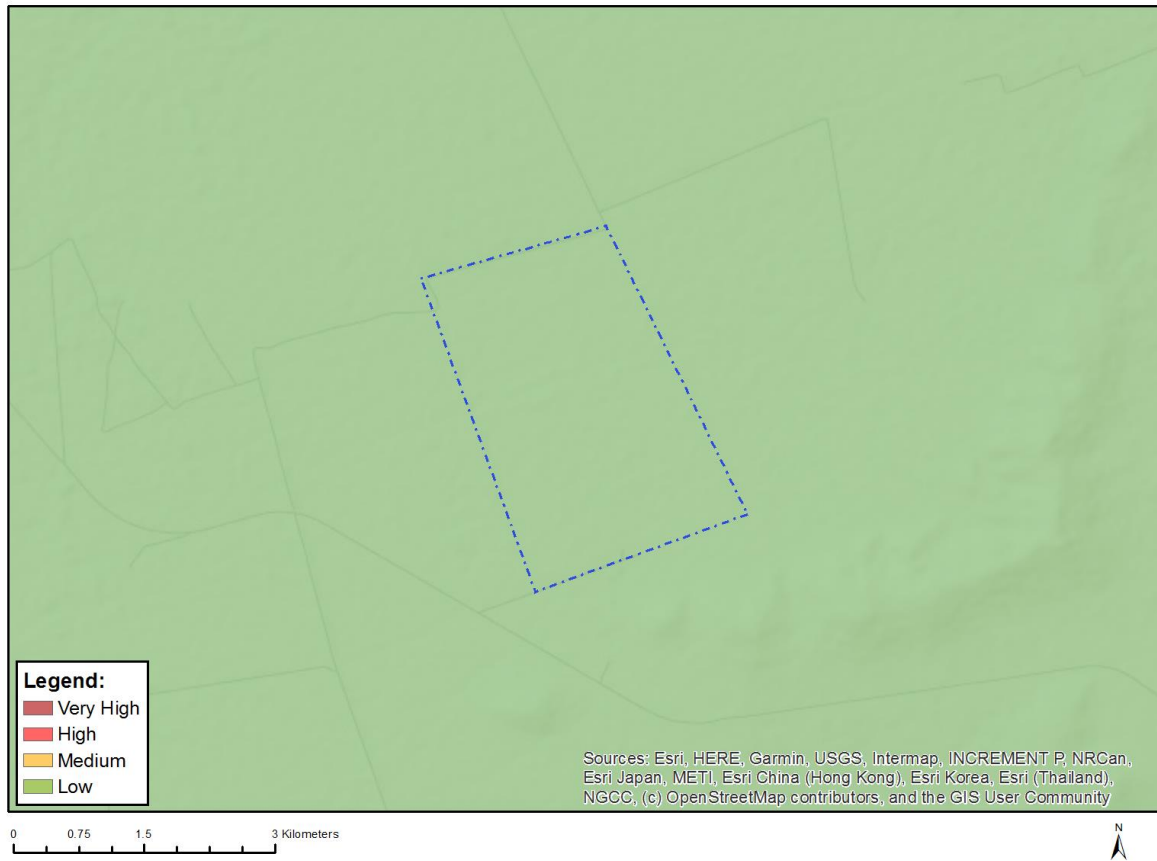 Legend:
Very High
High
Medium
Low
Sources: Esri, HERE, Garmin, USGS, Intermap, INCREMENT P, NRCan,
Esri Japan, METI, Esri China (Hong Kong), Esri Korea, Esri (Thailand),
NGCC, (c) OpenStreetMap contributors, and the GIS User Community
0 0.75 1.5 3 Kilometers
N